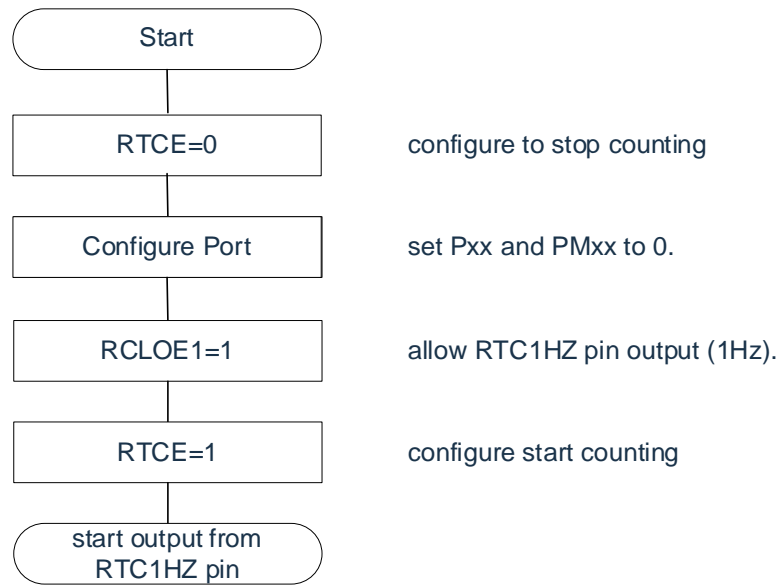 Start
RTCE=0
configure to stop counting
Configure Port
set Pxx and PMxx to 0.
RCLOE1=1
allow RTC1HZ pin output (1Hz).
RTCE=1
configure start counting
start output from
RTC1HZ pin